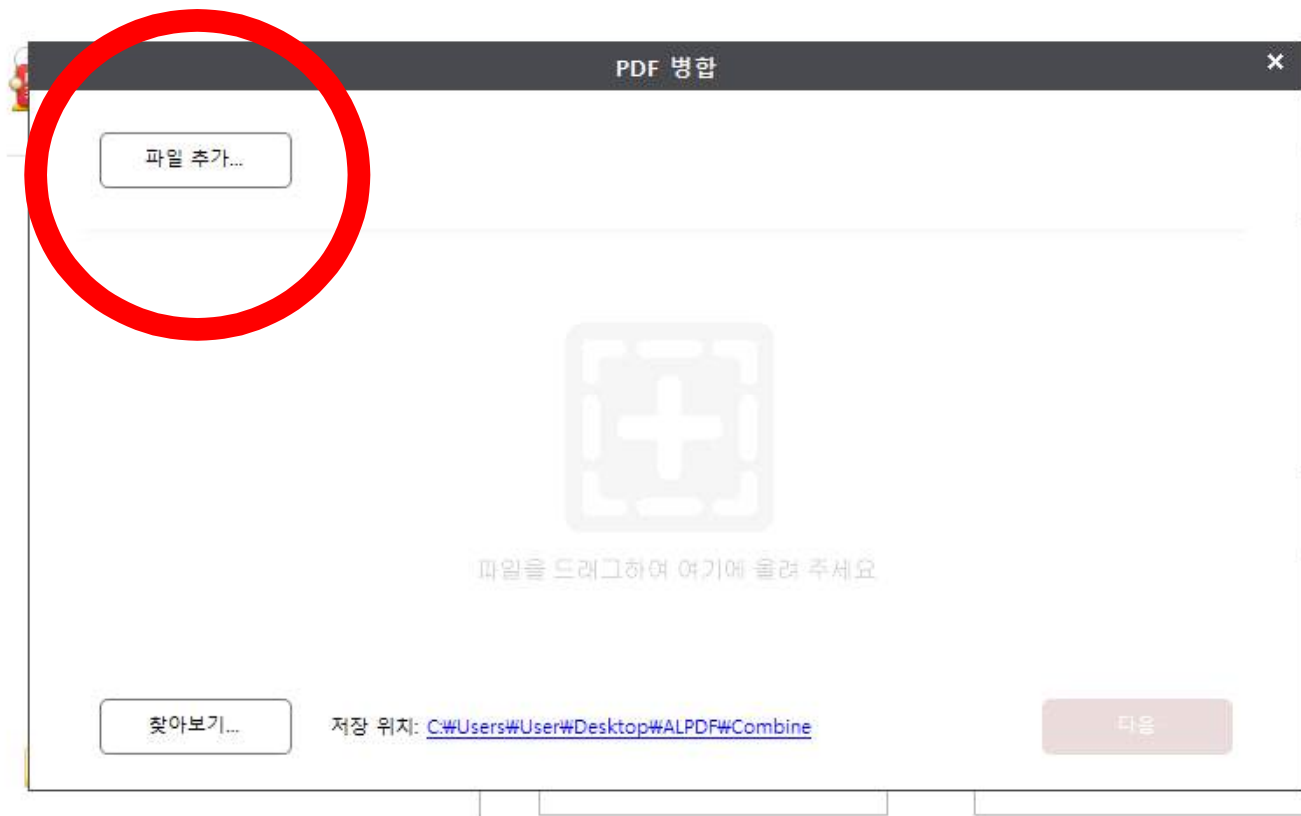 PDF 병합
파일 추가...
파일을 드래그하여 여기에 올려 주세요
찾아보기... 저장 위치: C:₩Users₩User₩Desktop₩ALPDF₩Combine 다음